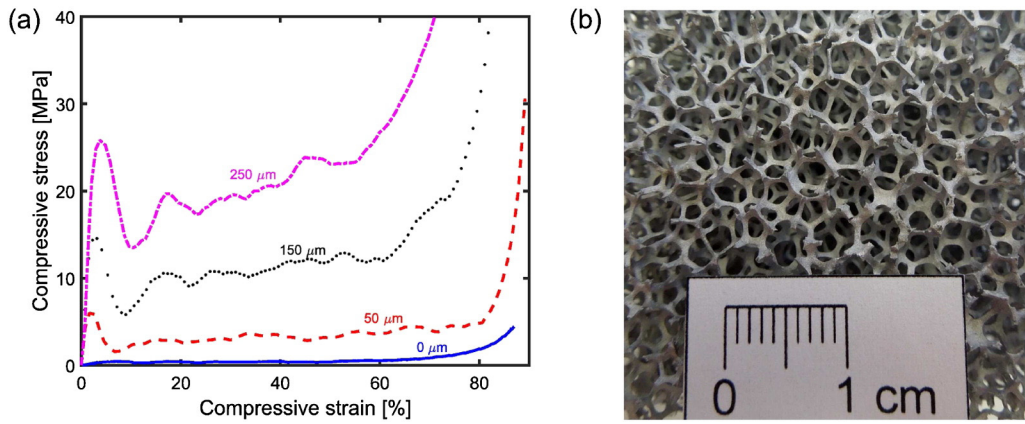 (a)
40
30
20
10
0
Compressive stress [MPa]
250 μm
150 μm
50 μm
0 μm
0 20 40 60 80
Compressive strain [%]
(b)
0 1 cm